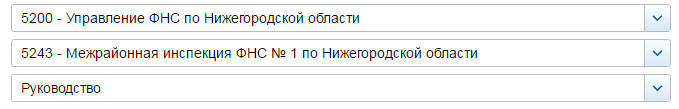 5200 - Управление ФНС по Нижегородской области
5243 - Межрайонная инспекция ФНС № 1 по Нижегородской области
Руководство